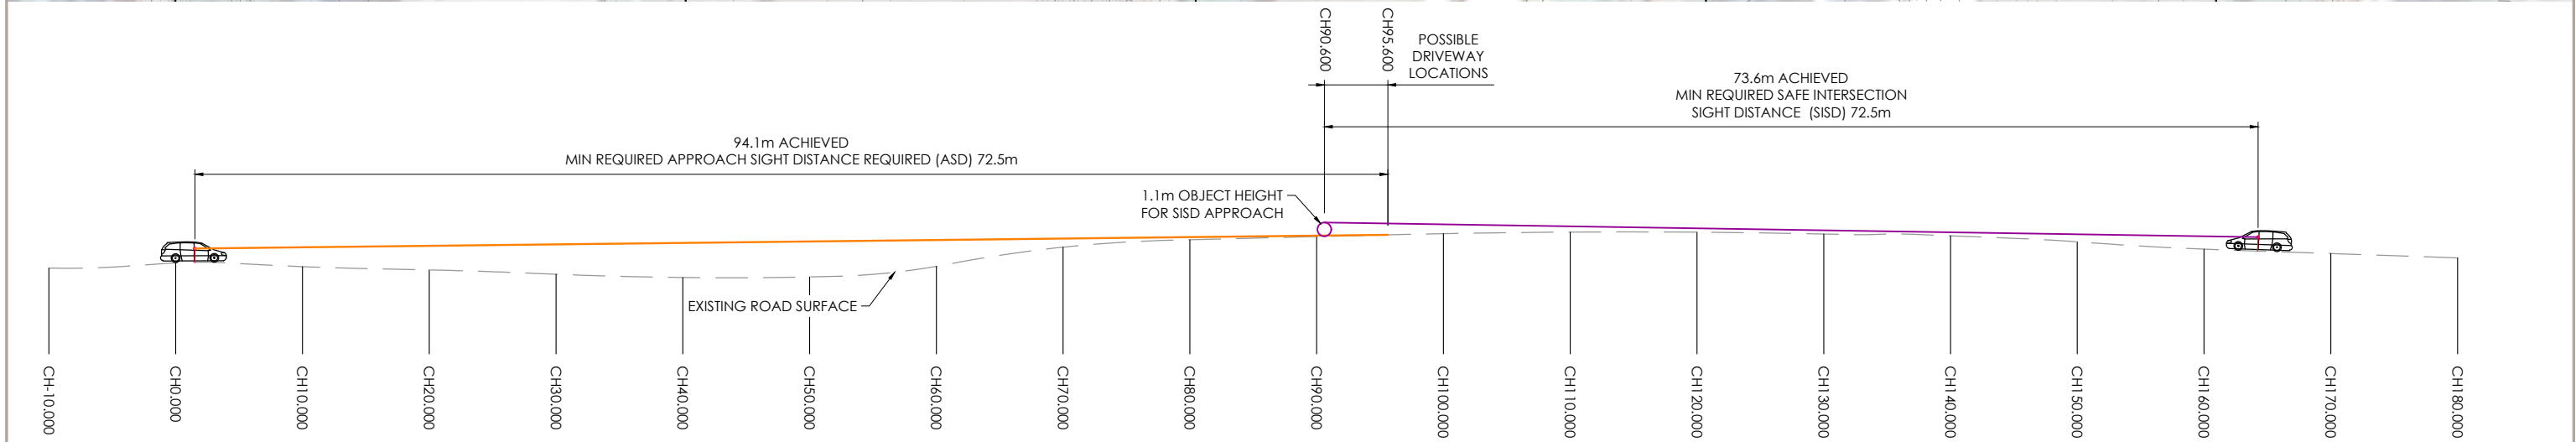 CH90.600
CH95.600
POSSIBLE
DRIVEWAY
LOCATIONS
73.6m ACHIEVED
MIN REQUIRED SAFE INTERSECTION
SIGHT DISTANCE (SISD) 72.5m
94.1m ACHIEVED
MIN REQUIRED APPROACH SIGHT DISTANCE REQUIRED (ASD) 72.5m
1.1m OBJECT HEIGHT
FOR SISD APPROACH
EXISTING ROAD SURFACE
CH-10.000
CH0.000
CH10.000
CH20.000
CH30.000
CH40.000
CH50.000
CH60.000
CH70.000
CH80.000
CH90.000
CH100.000
CH110.000
CH120.000
CH130.000
CH140.000
CH150.000
CH160.000
CH170.000
CH180.000